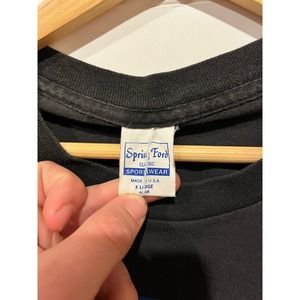 Spring Ford
CLASSIC
SPORTSWEAR
MADE IN U.S.A.
X LARGE